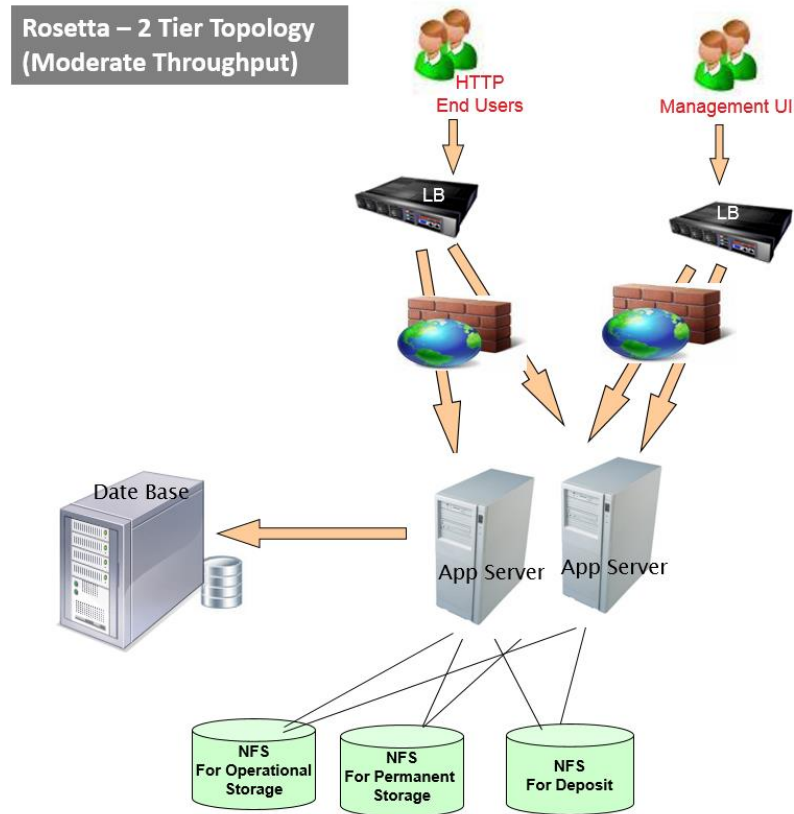 Rosetta – 2 Tier Topology
(Moderate Throughput)
HTTP
End Users
Management UI
LB
LB
Date Base
App Server
App Server
NFS
For Operational
Storage
NFS
For Permanent
Storage
NFS
For Deposit